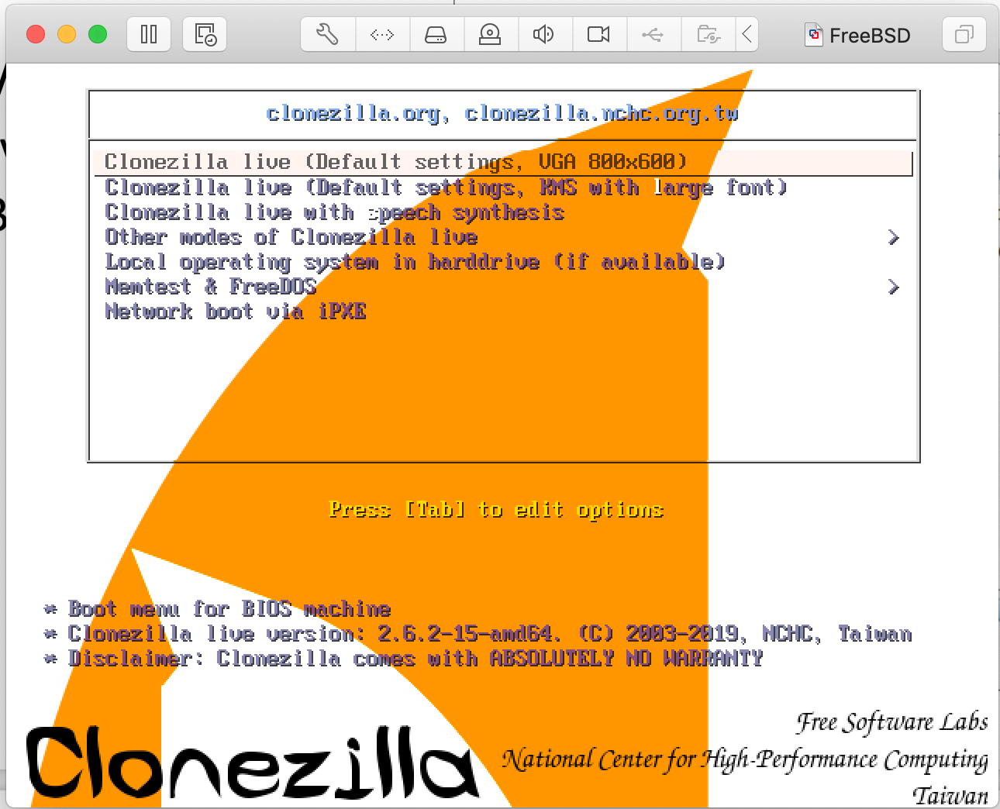 FreeBSD
clonezilla.org, clonezilla.nchc.org.tw
Clonezilla live (Default settings, VGA 800x600)
Clonezilla live (Default settings, KMS with large font)
Clonezilla live with speech synthesis
Other modes of Clonezilla live >
Local operating system in harddrive (if available)
Memtest & FreeDOS >
Network boot via iPXE
Press [Tab] to edit options
* Boot menu for BIOS machine
* Clonezilla live version: 2.6.2-15-amd64. (C) 2003-2019, NCHC, Taiwan
* Disclaimer: Clonezilla comes with ABSOLUTELY NO WARRANTY
Clonezilla
Free Software Labs
National Center for High-Performance Computing
Taiwan